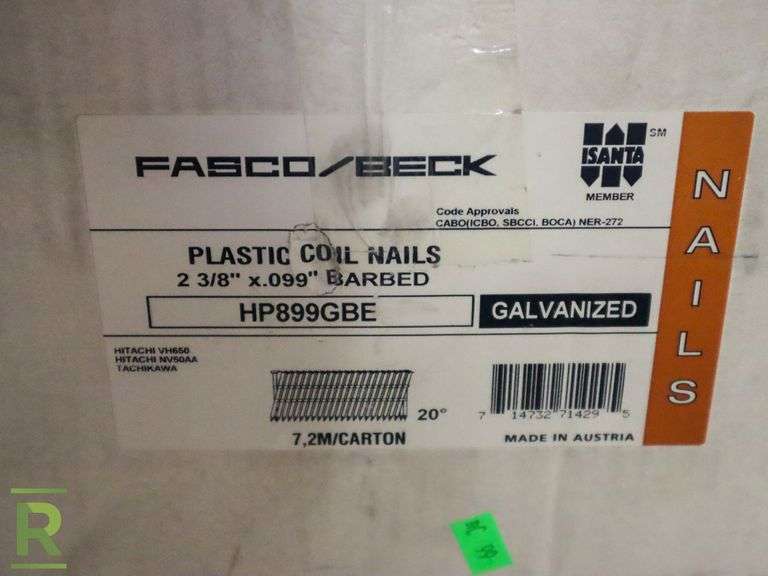 FASCO/BECK
ISANTA SM
MEMBER
Code Approvals
CABO(ICBO, SBCCI, BOCA) NER-272
PLASTIC COIL NAILS
2 3/8" x.099" BARBED
HP899GBE
GALVANIZED
HITACHI VH650
HITACHI NV50AA
TACHIKAWA
20°
7,2M/CARTON
7 14732 71429 5
MADE IN AUSTRIA
NAILS
R